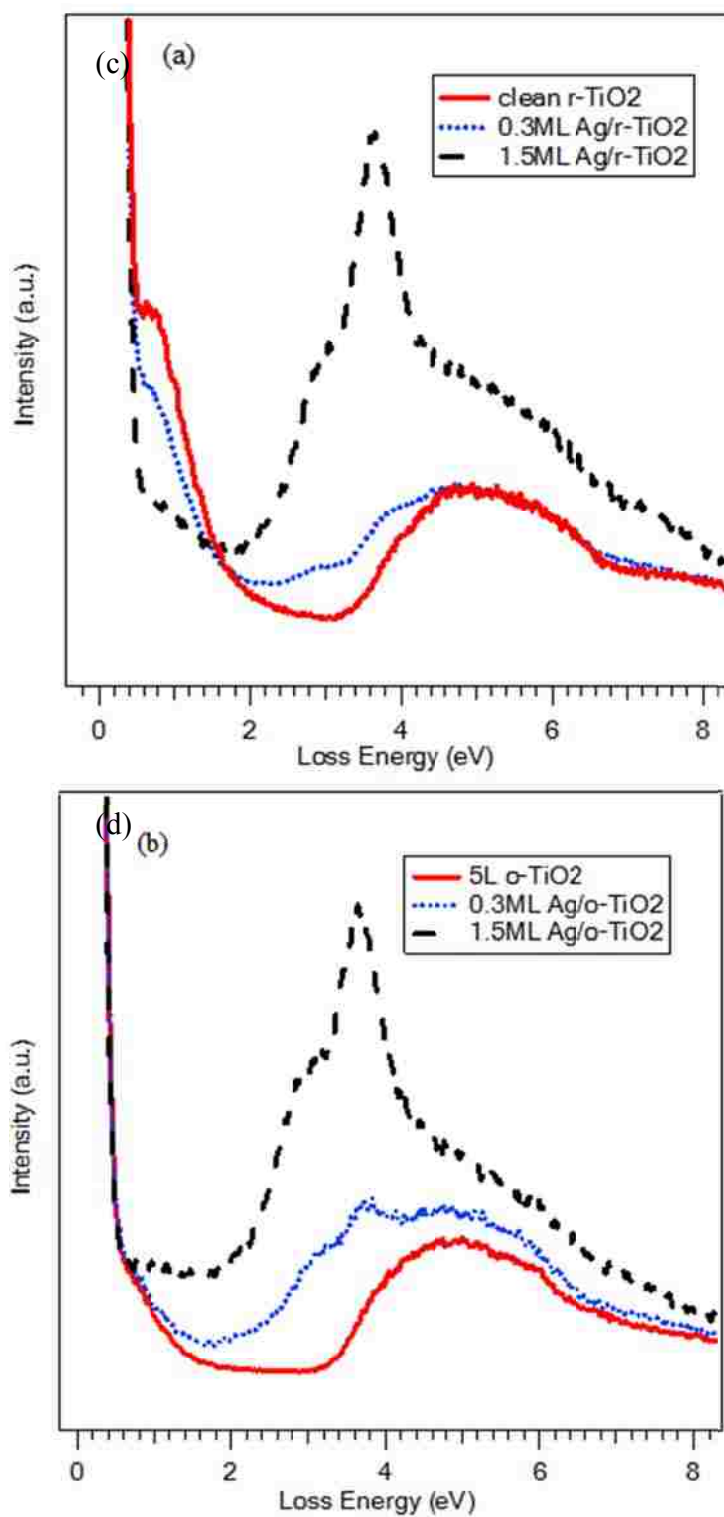 (c) (a)
clean r-TiO2
0.3ML Ag/r-TiO2
1.5ML Ag/r-TiO2
Intensity (a.u.)
0 2 4 6 8
Loss Energy (eV)
(d) (b)
5L o-TiO2
0.3ML Ag/o-TiO2
1.5ML Ag/o-TiO2
Intensity (a.u.)
0 2 4 6 8
Loss Energy (eV)